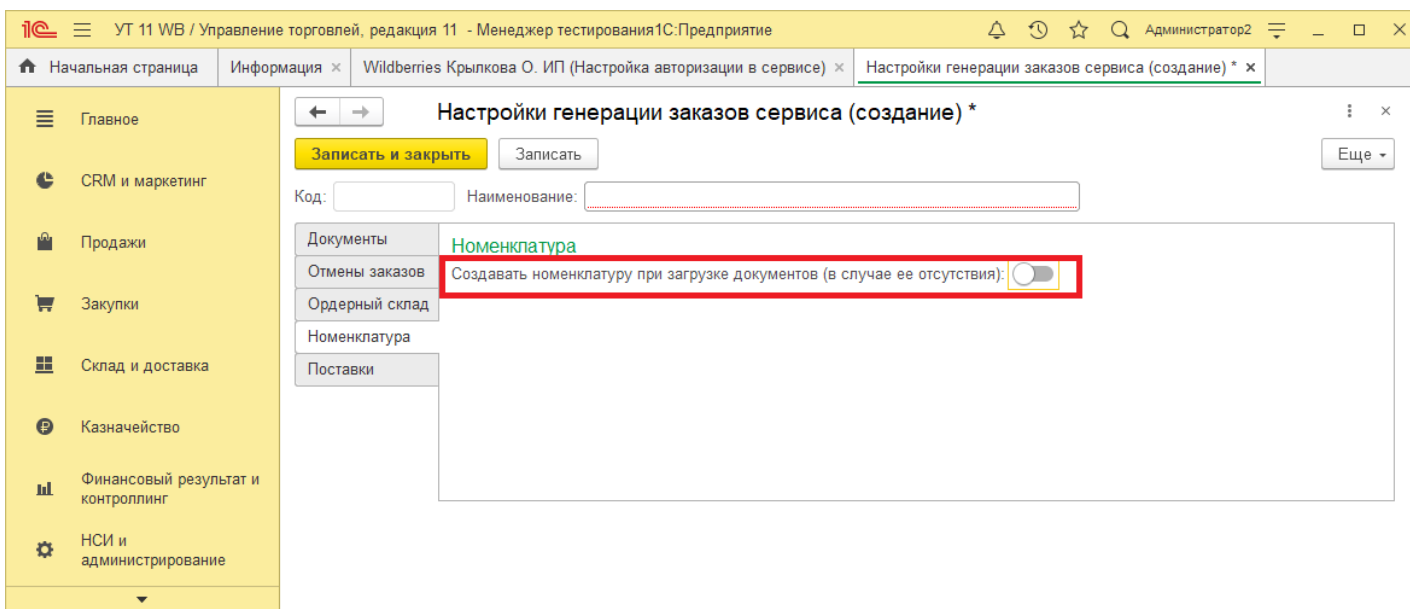 1С УТ 11 WB / Управление торговлей, редакция 11 - Менеджер тестирования1С:Предприятие Администратор2
Начальная страница Информация × Wildberries Крылкова О. ИП (Настройка авторизации в сервисе) × Настройки генерации заказов сервиса (создание) * ×
Главное
CRM и маркетинг
Продажи
Закупки
Склад и доставка
Казначейство
Финансовый результат и
контроллинг
НСИ и
администрирование
Настройки генерации заказов сервиса (создание) *
Записать и закрыть Записать Еще
Код: Наименование:
Документы
Отмены заказов
Ордерный склад
Номенклатура
Поставки
Номенклатура
Создавать номенклатуру при загрузке документов (в случае ее отсутствия):